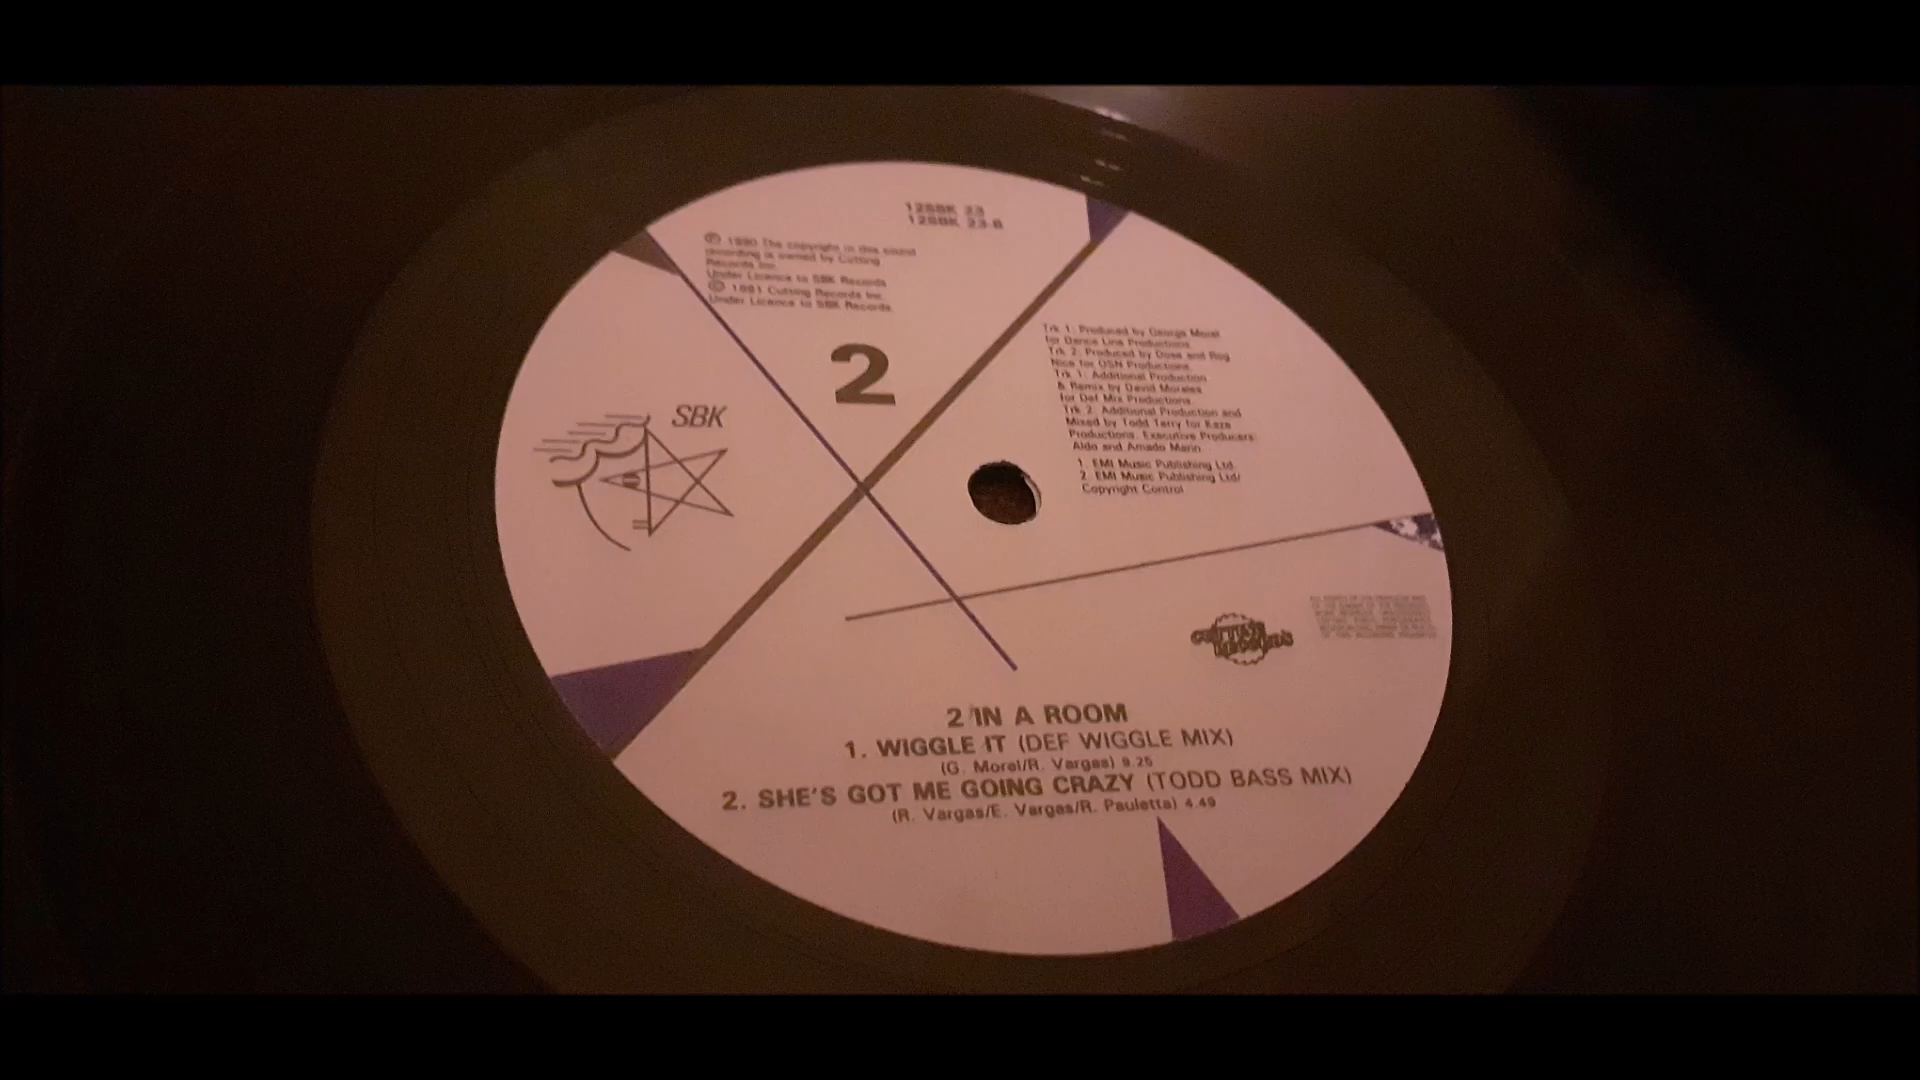 12SBK 23
12SBK 23-B
Ⓟ 1990 The copyright in this sound
recording is owned by Cutting
Records Inc.
Under Licence to SBK Records
© 1991 Cutting Records Inc.
Under Licence to SBK Records
2
SBK
Trk 1: Produced by George Morel
for Dance Line Productions.
Trk 2: Produced by Dose and Rog
Nice for OSN Productions.
Trk 1: Additional Production
& Remix by David Morales
for Def Mix Productions.
Trk 2: Additional Production and
Mixed by Todd Terry for Kaze
Productions. Executive Producers:
Aldo and Amado Marin
1. EMI Music Publishing Ltd.
2. EMI Music Publishing Ltd/
Copyright Control
CUTTING
RECORDS
2 IN A ROOM
1. WIGGLE IT (DEF WIGGLE MIX)
(G. Morel/R. Vargas) 9.25
2. SHE'S GOT ME GOING CRAZY (TODD BASS MIX)
(R. Vargas/E. Vargas/R. Pauletta) 4.49